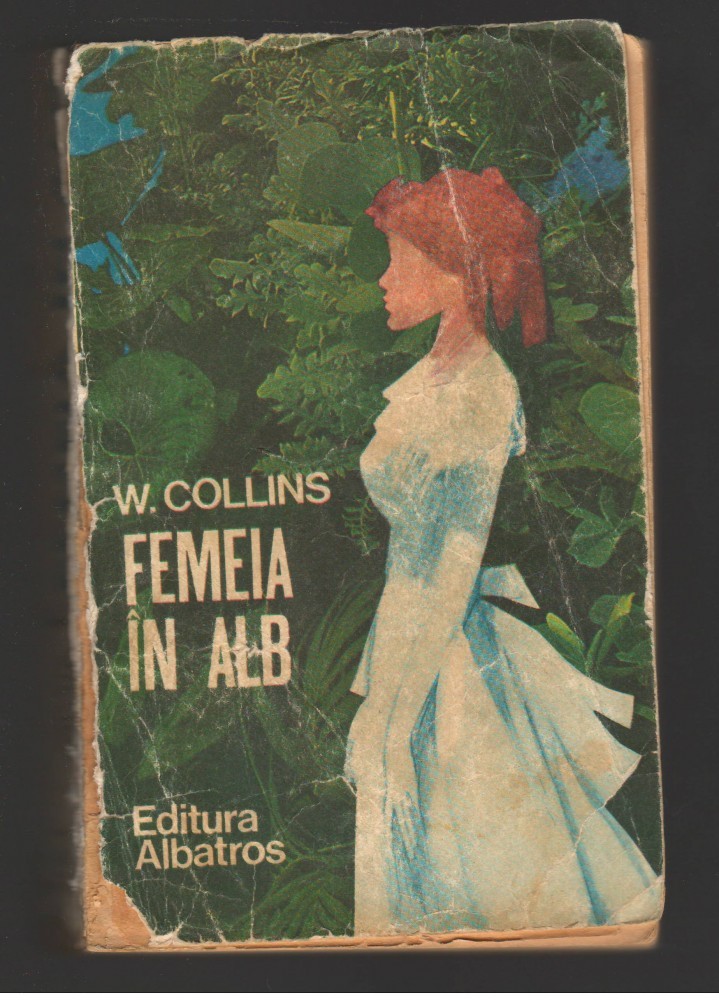 W. COLLINS
FEMEIA
ÎN ALB
Editura
Albatros